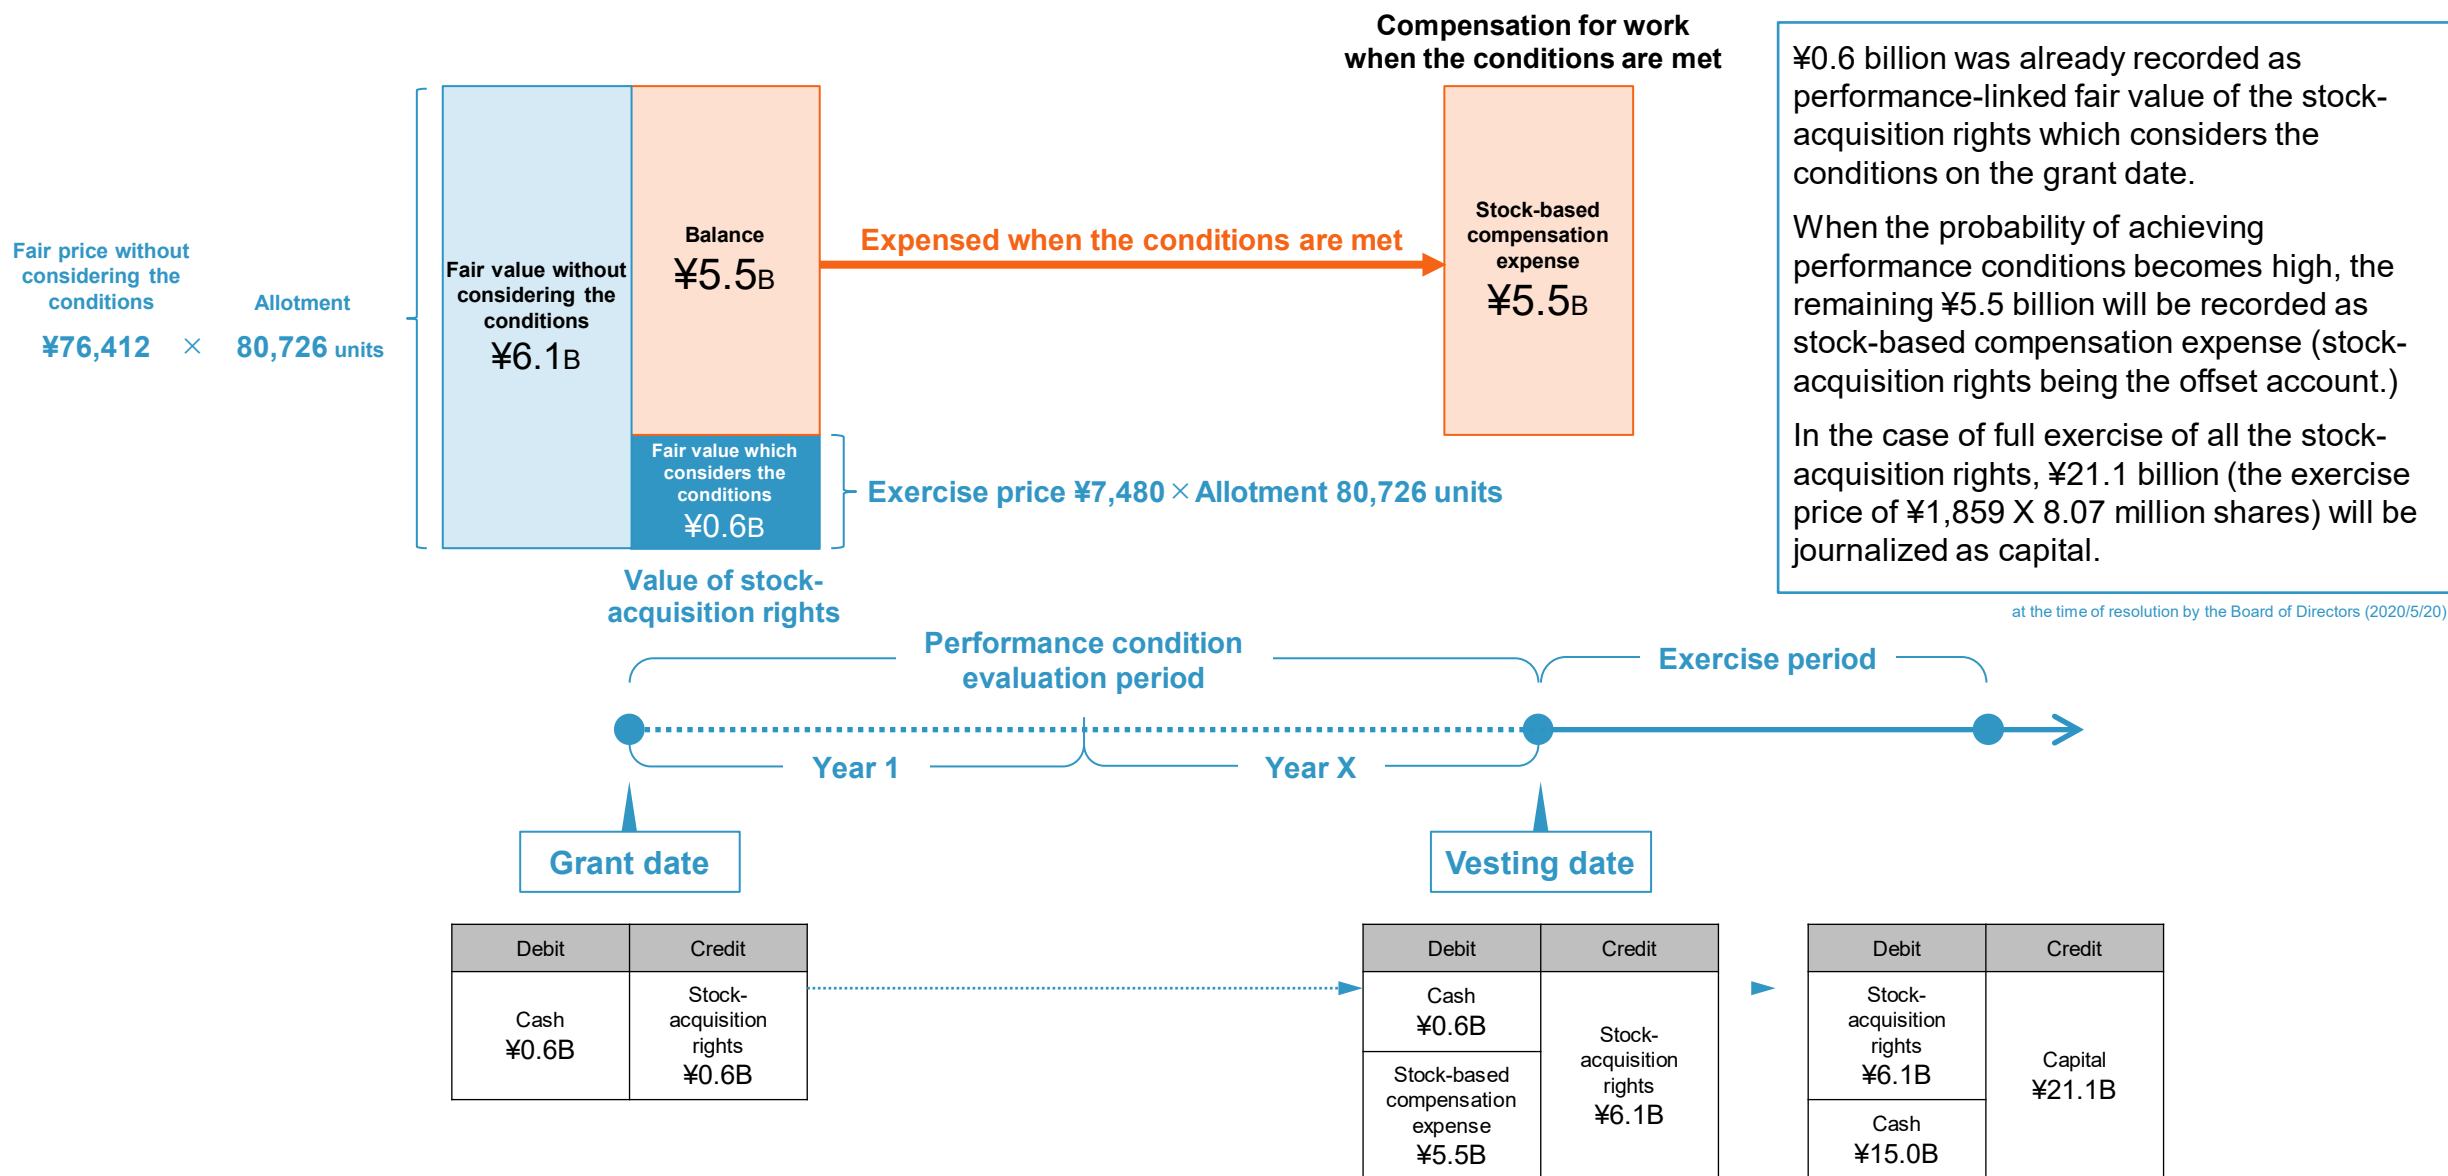 Compensation for work
when the conditions are met
Fair price without
considering the
conditions
¥76,412
×
Allotment
80,726 units
Fair value without
considering the
conditions
¥6.1B
Balance
¥5.5B
Expensed when the conditions are met
Stock-based
compensation
expense
¥5.5B
Fair value which
considers the
conditions
¥0.6B
Exercise price ¥7,480×Allotment 80,726 units
Value of stock-
acquisition rights
¥0.6 billion was already recorded as
performance-linked fair value of the stock-
acquisition rights which considers the
conditions on the grant date.
When the probability of achieving
performance conditions becomes high, the
remaining ¥5.5 billion will be recorded as
stock-based compensation expense (stock-
acquisition rights being the offset account.)
In the case of full exercise of all the stock-
acquisition rights, ¥21.1 billion (the exercise
price of ¥1,859 X 8.07 million shares) will be
journalized as capital.
at the time of resolution by the Board of Directors (2020/5/20)
Performance condition
evaluation period
Exercise period
Year 1
Year X
Grant date
Vesting date
Debit
Credit
Cash
¥0.6B
Stock-
acquisition
rights
¥0.6B
Debit
Credit
Cash
¥0.6B
Stock-based
compensation
expense
¥5.5B
Stock-
acquisition
rights
¥6.1B
Debit
Credit
Stock-
acquisition
rights
¥6.1B
Cash
¥15.0B
Capital
¥21.1B